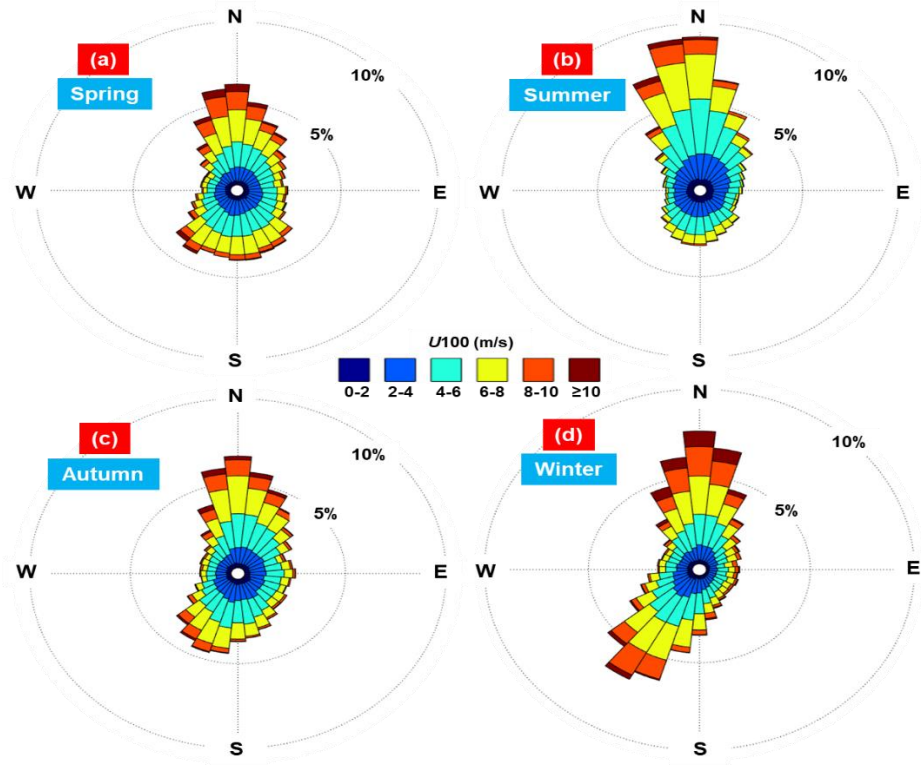 N
(a)
Spring
10%
5%
W
E
S
N
(b)
Summer
10%
5%
W
E
S
U100 (m/s)
0-2 2-4 4-6 6-8 8-10 ≥10
N
(c)
Autumn
10%
5%
W
E
S
N
(d)
Winter
10%
5%
W
E
S